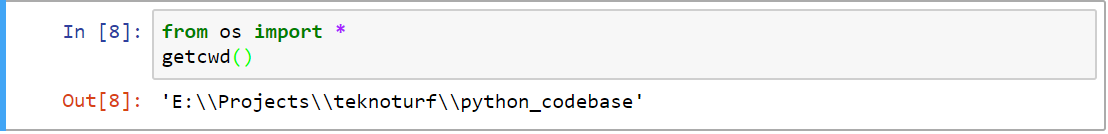 In [8]: from os import *
getcwd()
Out[8]: 'E:\\Projects\\teknoturf\\python_codebase'